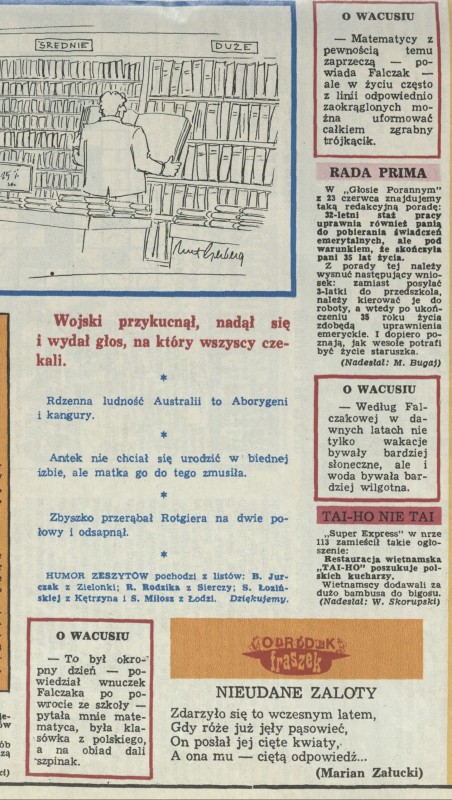 ŚREDNIE
DUŻE
Wojski przykucnął, nadął się
i wydał głos, na który wszyscy cze-
kali.
*
Rdzenna ludność Australii to Aborygeni
i kangury.
*
Antek nie chciał się urodzić w biednej
izbie, ale matka go do tego zmusiła.
*
Zbyszko przerąbał Rotgiera na dwie po-
łowy i odsapnął.
*
HUMOR ZESZYTÓW pochodzi z listów: B. Jur-
czak z Zielonki; R. Rodzika z Sierczy; S. Łoziń-
skiej z Kętrzyna i S. Miłosz z Łodzi. Dziękujemy.
O WACUSIU
— To był okro-
pny dzień — po-
wiedział wnuczek
Falczaka po po-
wrocie ze szkoły —
pytała mnie mate-
matyca, była kla-
sówka z polskiego,
a na obiad dali
szpinak.
OGRÓDEK
fraszek
NIEUDANE ZALOTY
Zdarzyło się to wczesnym latem,
Gdy róże już jęły pąsowieć,
On posłał jej cięte kwiaty,
A ona mu — ciętą odpowiedź...
(Marian Załucki)
O WACUSIU
— Matematycy z
pewnością temu
zaprzeczą — po-
wiada Falczak —
ale w życiu często
z linii odpowiednio
zaokrąglonych mo-
żna uformować
całkiem zgrabny
trójkącik.
RADA PRIMA
W „Głosie Porannym”
z 23 czerwca znajdujemy
taką redakcyjną poradę:
32-letni staż pracy
uprawnia również panią
do pobierania świadczeń
emerytalnych, ale pod
warunkiem, że skończyła
pani 35 lat życia.
Z porady tej należy
wysnuć następujący wnio-
sek: zamiast posyłać
3-latki do przedszkola,
należy kierować je do
roboty, a wtedy po ukoń-
czeniu 35 roku życia
zdobędą uprawnienia
emeryckie. I dopiero po-
znają, jak wesołe potrafi
być życie staruszka.
(Nadesłał: M. Bugaj)
O WACUSIU
— Według Fal-
czakowej w da-
wnych latach nie
tylko wakacje
bywały bardziej
słoneczne, ale i
woda bywała bar-
dziej wilgotna.
TAI-HO NIE TAI
„Super Express” w nrze
113 zamieścił takie ogło-
szenie:
Restauracja wietnamska
„TAI-HO” poszukuje pol-
skich kucharzy.
Wietnamscy dodawali za
dużo bambusa do bigosu.
(Nadesłał: W. Skorupski)